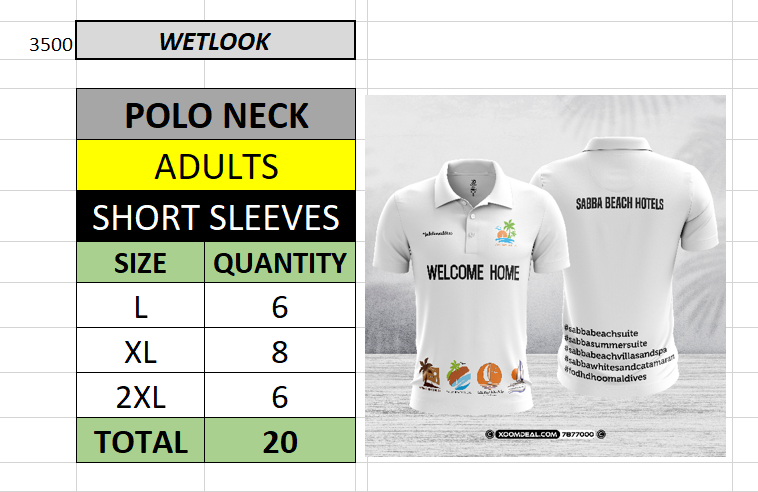 3500
WETLOOK
POLO NECK
ADULTS
SHORT SLEEVES
SIZE QUANTITY
L 6
XL 8
2XL 6
TOTAL 20
WELCOME HOME
SABBA BEACH HOTELS
#sabbabeachsuite
#sabbasummersuite
#sabbabeachvillasandspa
#sabbawhitesandcatamaran
#fodhdhoomaldives
XOOMDEAL.COM 7877000